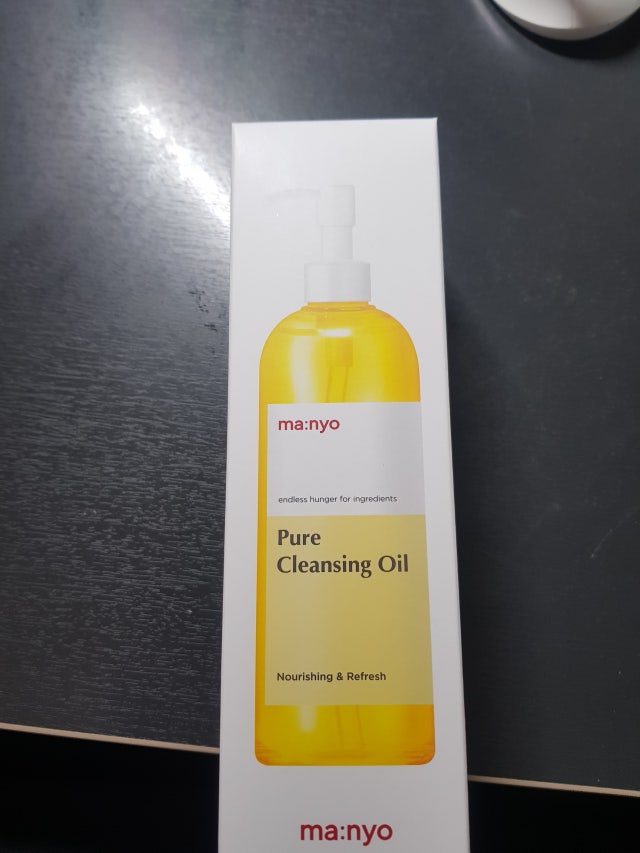 ma:nyo
endless hunger for ingredients
Pure
Cleansing Oil
Nourishing & Refresh
ma:nyo